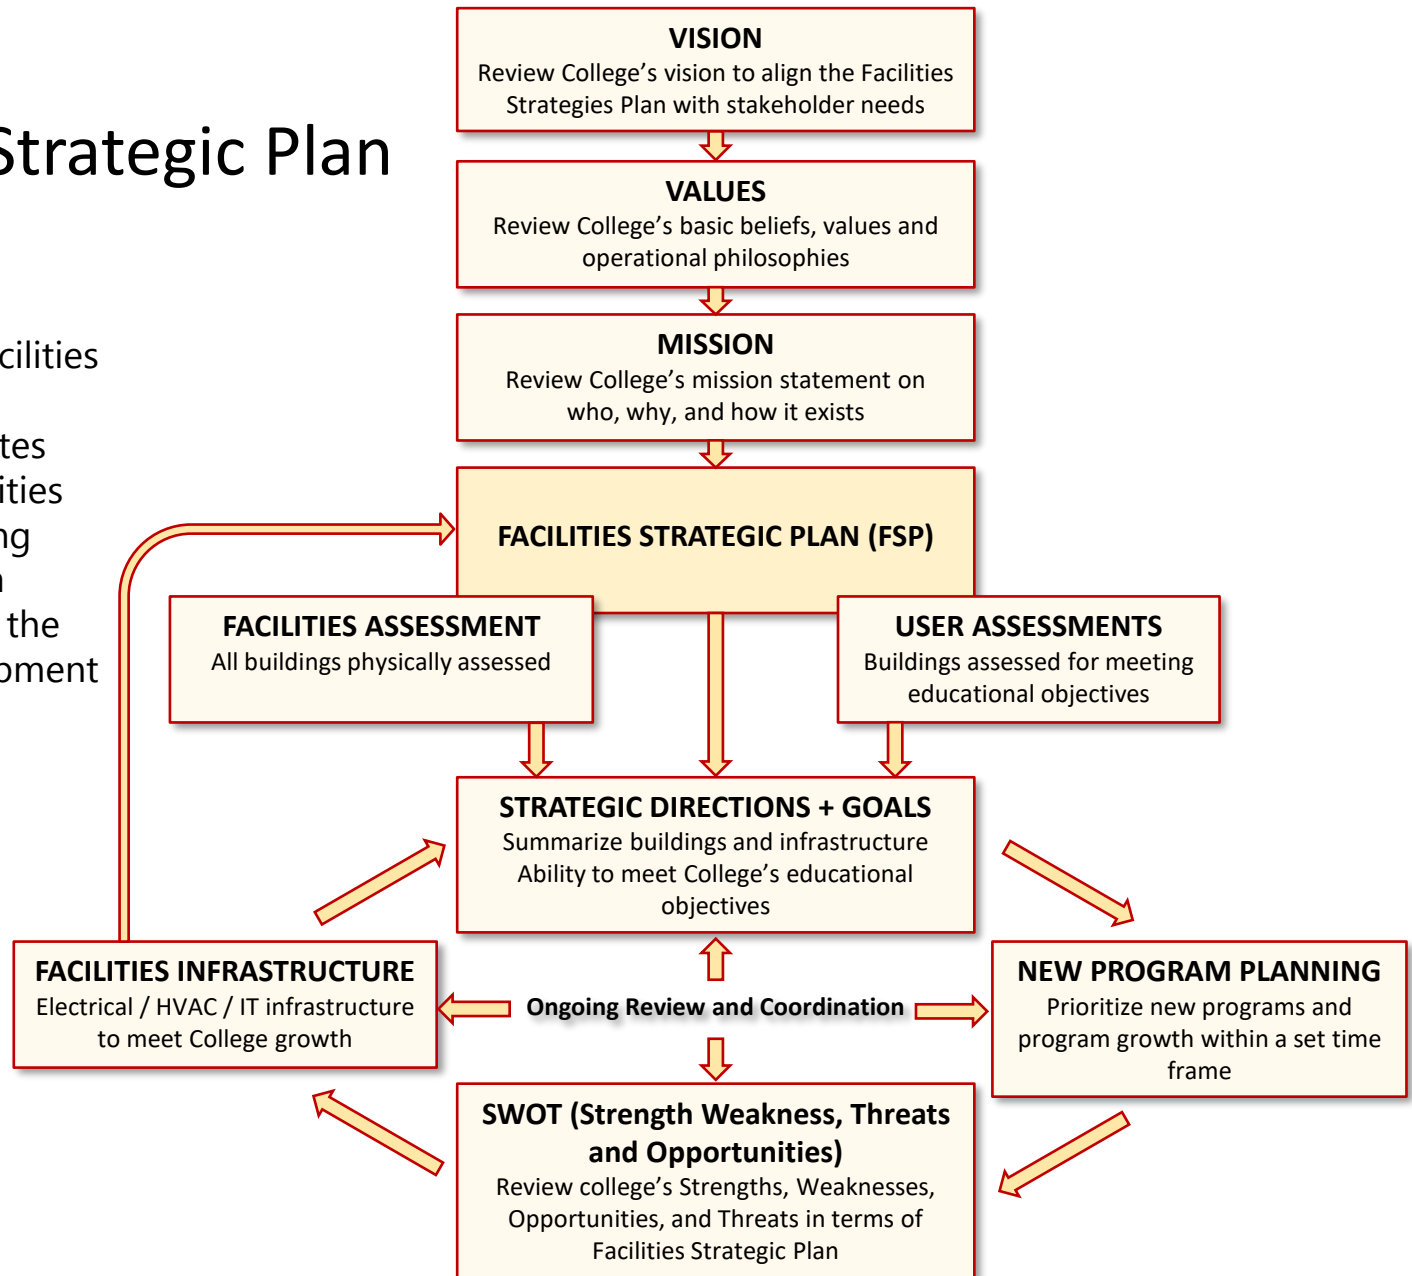 Strategic Plan
cilities
tes
ities
ng
the
pment
VISION
Review College's vision to align the Facilities
Strategies Plan with stakeholder needs
VALUES
Review College's basic beliefs, values and
operational philosophies
MISSION
Review College's mission statement on
who, why, and how it exists
FACILITIES STRATEGIC PLAN (FSP)
FACILITIES ASSESSMENT
All buildings physically assessed
USER ASSESSMENTS
Buildings assessed for meeting
educational objectives
STRATEGIC DIRECTIONS + GOALS
Summarize buildings and infrastructure
Ability to meet College's educational
objectives
FACILITIES INFRASTRUCTURE
Electrical / HVAC / IT infrastructure
to meet College growth
Ongoing Review and Coordination
NEW PROGRAM PLANNING
Prioritize new programs and
program growth within a set time
frame
SWOT (Strength Weakness, Threats
and Opportunities)
Review college's Strengths, Weaknesses,
Opportunities, and Threats in terms of
Facilities Strategic Plan